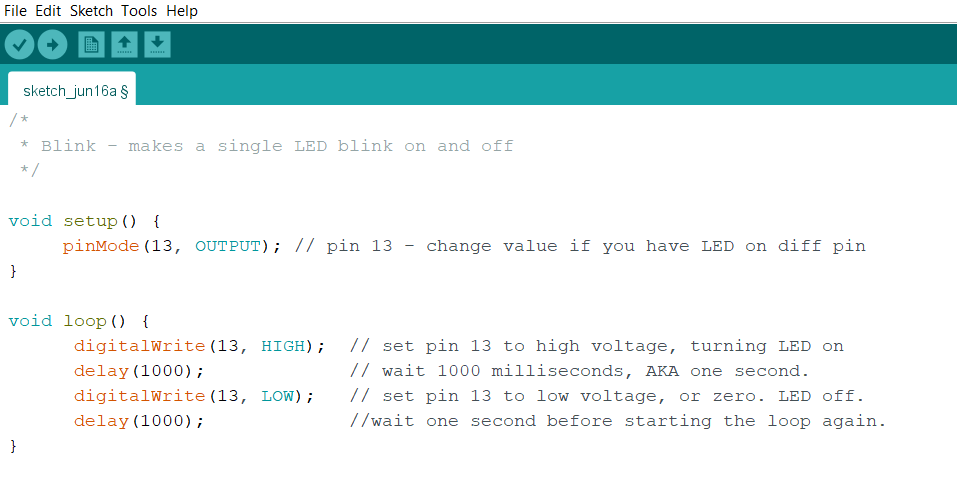 File Edit Sketch Tools Help
sketch_jun16a §
/*
 * Blink - makes a single LED blink on and off
 */
void setup() {
     pinMode(13, OUTPUT); // pin 13 - change value if you have LED on diff pin
}
void loop() {
      digitalWrite(13, HIGH);  // set pin 13 to high voltage, turning LED on
      delay(1000);             // wait 1000 milliseconds, AKA one second.
      digitalWrite(13, LOW);   // set pin 13 to low voltage, or zero. LED off.
      delay(1000);             //wait one second before starting the loop again.
}